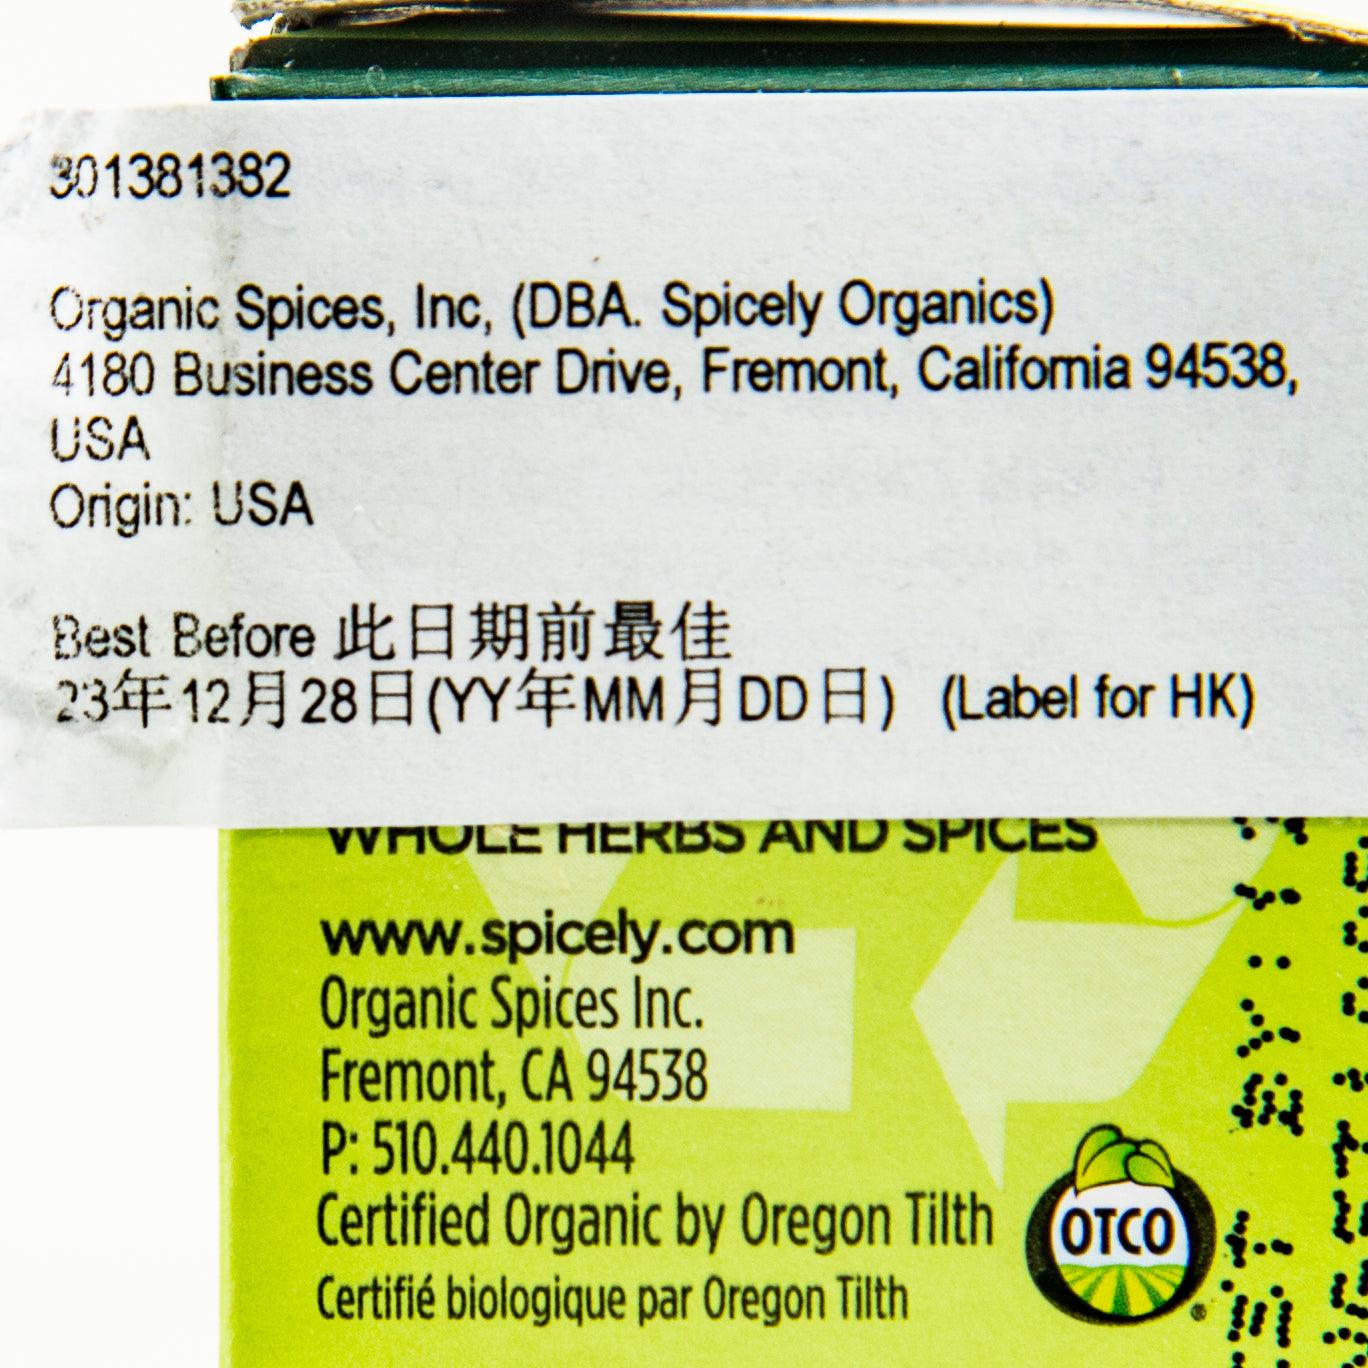 301381382
Organic Spices, Inc, (DBA. Spicely Organics)
4180 Business Center Drive, Fremont, California 94538,
USA
Origin: USA
Best Before 此日期前最佳
23年12月28日(YY年MM月DD日) (Label for HK)
WHOLE HERBS AND SPICES
www.spicely.com
Organic Spices Inc.
Fremont, CA 94538
P: 510.440.1044
Certified Organic by Oregon Tilth
OTCO
®
Certifié biologique par Oregon Tilth